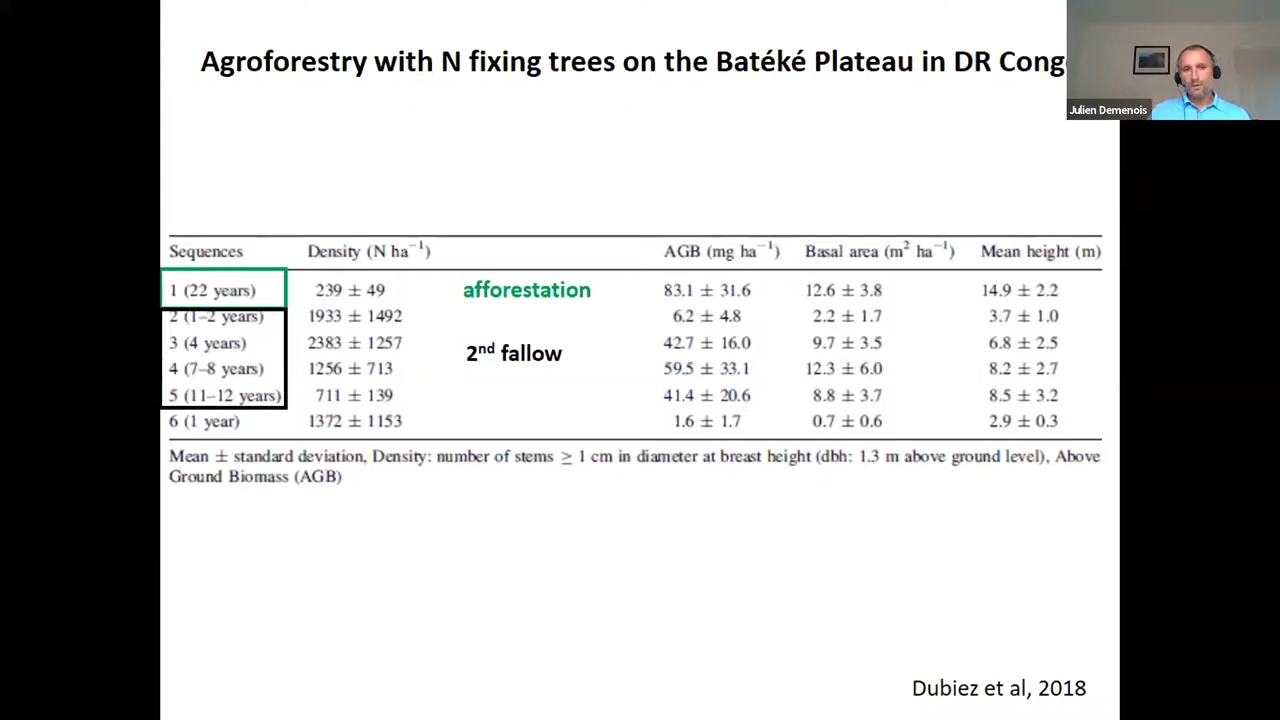 Agroforestry with N fixing trees on the Batéké Plateau in DR Cong
Julien Demenois
Sequences Density (N ha⁻¹) AGB (mg ha⁻¹) Basal area (m² ha⁻¹) Mean height (m)
1 (22 years) 239 ± 49 afforestation 83.1 ± 31.6 12.6 ± 3.8 14.9 ± 2.2
2 (1–2 years) 1933 ± 1492 6.2 ± 4.8 2.2 ± 1.7 3.7 ± 1.0
3 (4 years) 2383 ± 1257 42.7 ± 16.0 9.7 ± 3.5 6.8 ± 2.5
2nd fallow
4 (7–8 years) 1256 ± 713 59.5 ± 33.1 12.3 ± 6.0 8.2 ± 2.7
5 (11–12 years) 711 ± 139 41.4 ± 20.6 8.8 ± 3.7 8.5 ± 3.2
6 (1 year) 1372 ± 1153 1.6 ± 1.7 0.7 ± 0.6 2.9 ± 0.3
Mean ± standard deviation, Density: number of stems ≥ 1 cm in diameter at breast height (dbh: 1.3 m above ground level), Above
Ground Biomass (AGB)
Dubiez et al, 2018